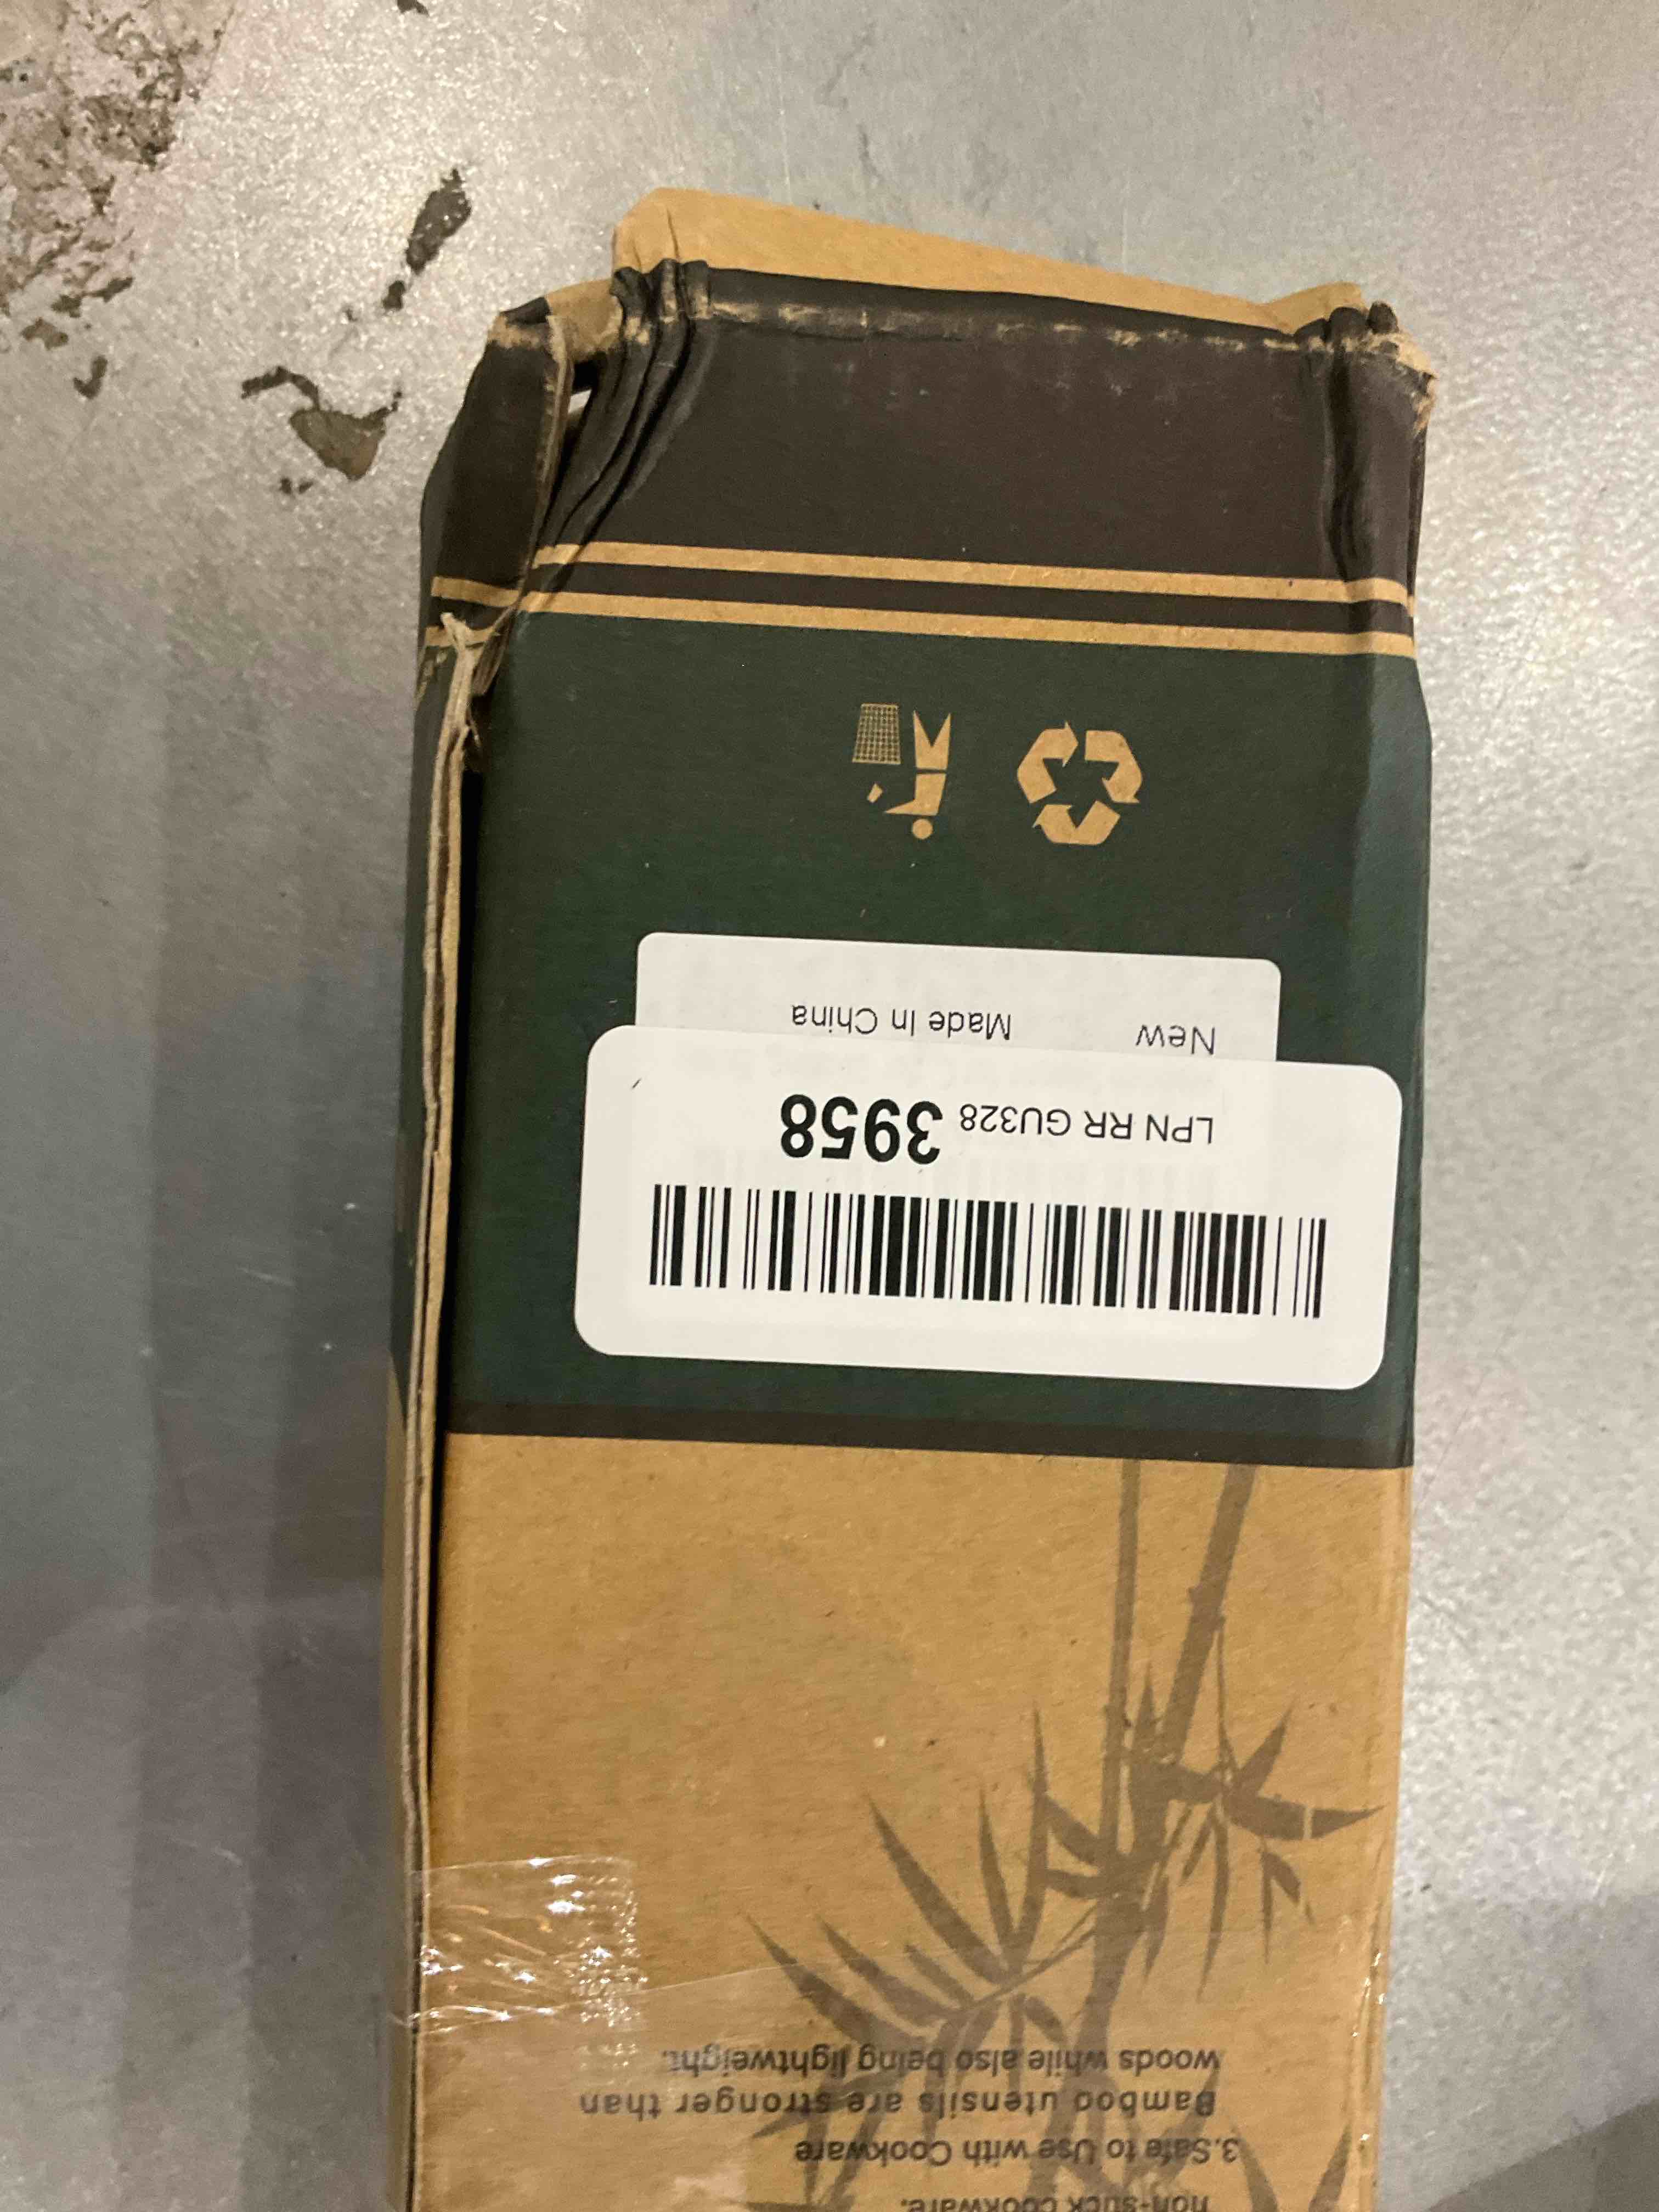 non-stick cookware.
3.Safe to Use with Cookware
Bamboo utensils are stronger than
woods while also being lightweight.
LPN RR GU328 3958
New Made In China